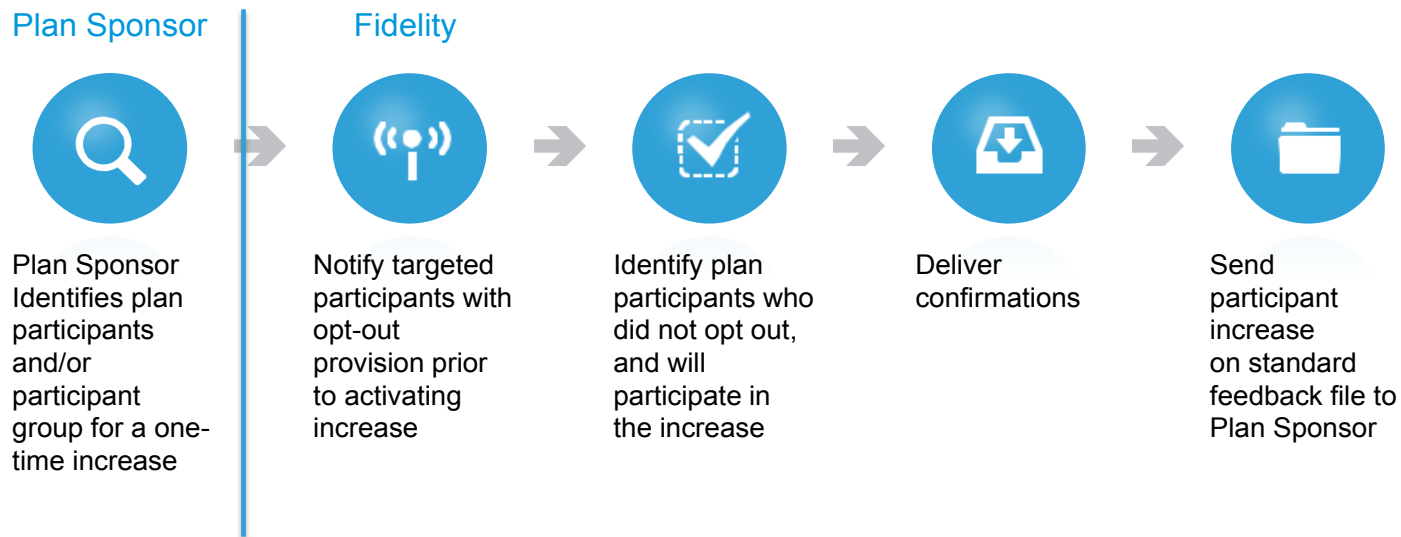 Plan Sponsor
Fidelity
Plan Sponsor
Identifies plan
participants
and/or
participant
group for a one-
time increase
Notify targeted
participants with
opt-out
provision prior
to activating
increase
Identify plan
participants who
did not opt out,
and will
participate in
the increase
Deliver
confirmations
Send
participant
increase
on standard
feedback file to
Plan Sponsor